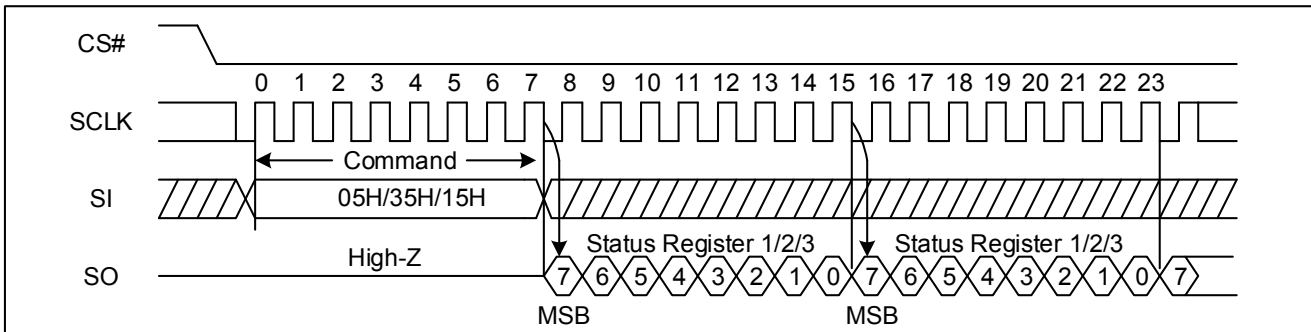 CS#
0 1 2 3 4 5 6 7 8 9 10 11 12 13 14 15 16 17 18 19 20 21 22 23
SCLK
Command
SI 05H/35H/15H
Status Register 1/2/3 Status Register 1/2/3
High-Z
SO 7 6 5 4 3 2 1 0 7 6 5 4 3 2 1 0 7
MSB MSB